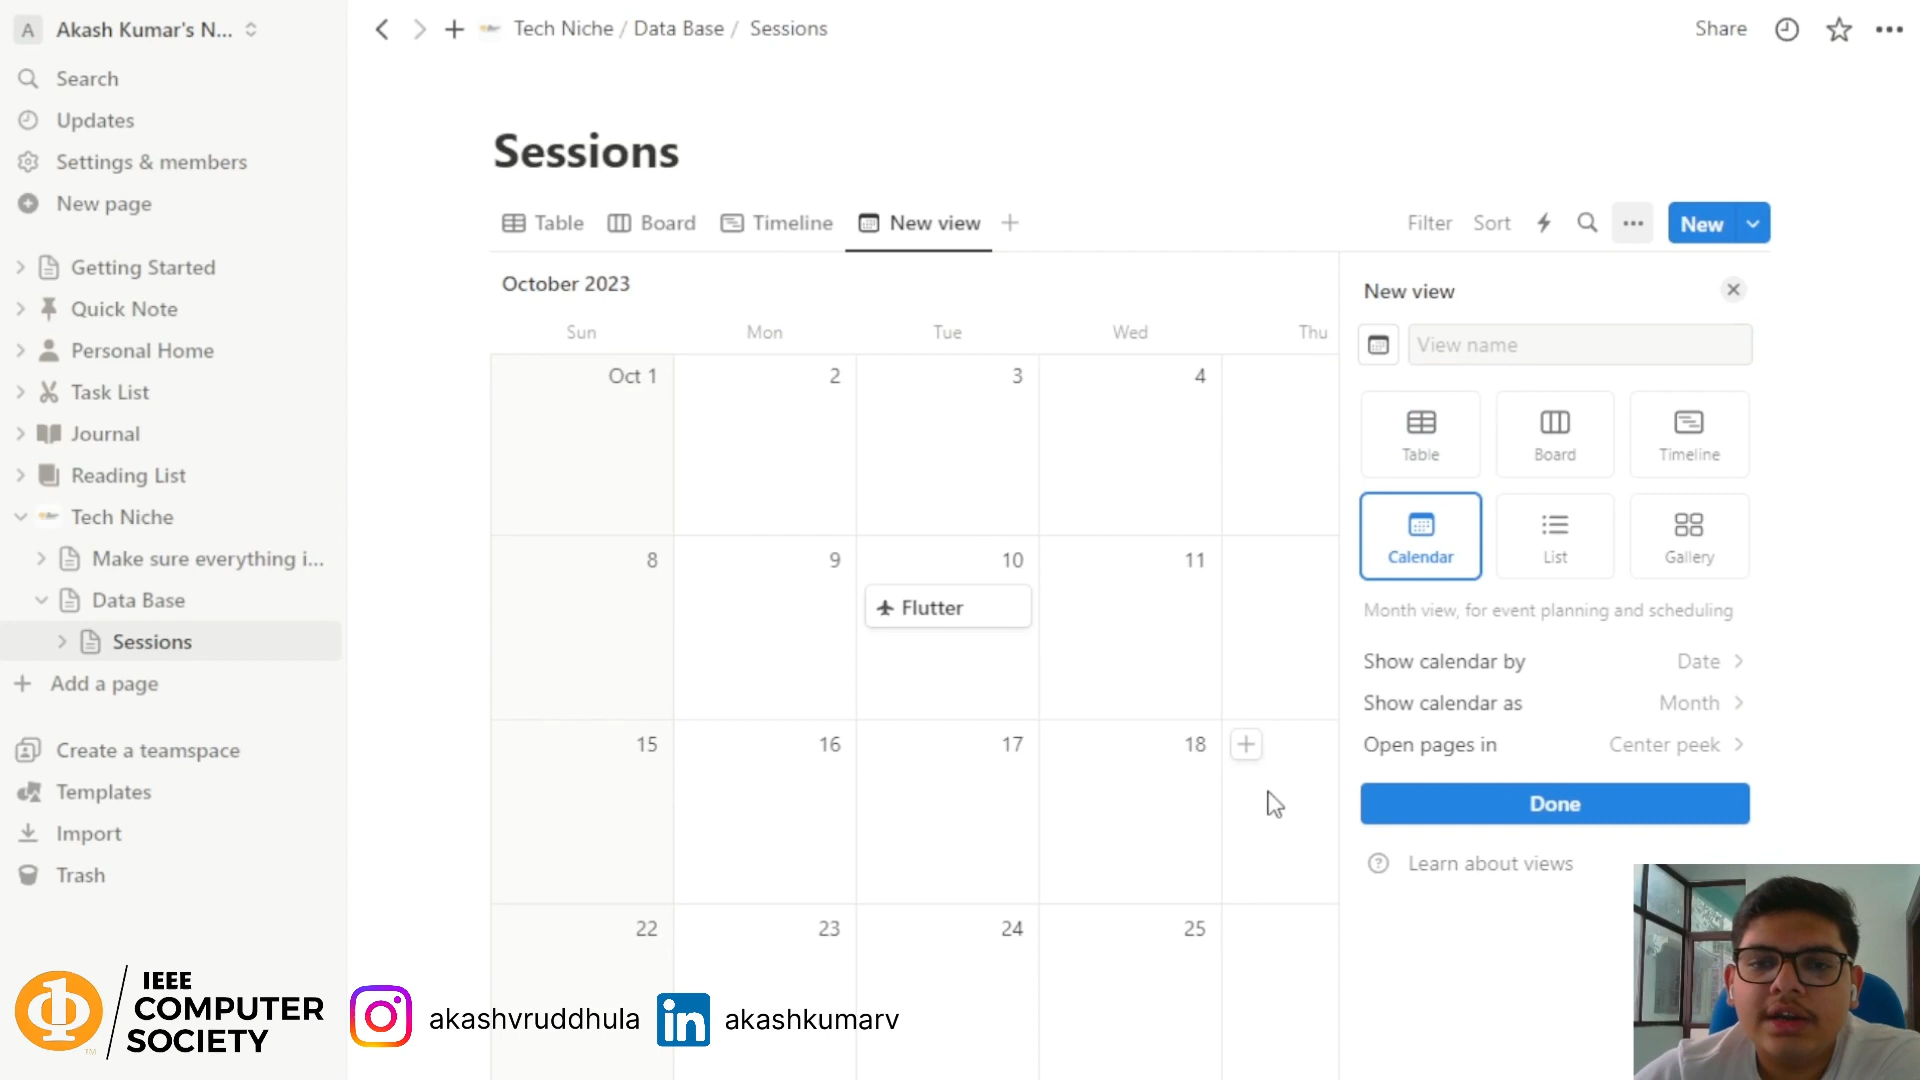 A Akash Kumar's N...
Search
Updates
Settings & members
New page
Getting Started
Quick Note
Personal Home
Task List
Journal
Reading List
Tech Niche
Make sure everything i...
Data Base
Sessions
Add a page
Create a teamspace
Templates
Import
Trash
Tech Niche / Data Base / Sessions
Share
Sessions
Table Board Timeline New view
Filter Sort New
October 2023
Sun Mon Tue Wed Thu
Oct 1 2 3 4
8 9 10 11
Flutter
15 16 17 18
22 23 24 25
New view
View name
Table Board Timeline
Calendar List Gallery
Month view, for event planning and scheduling
Show calendar by Date
Show calendar as Month
Open pages in Center peek
Done
Learn about views
IEEE
COMPUTER
SOCIETY
TM
akashvruddhula
in akashkumarv